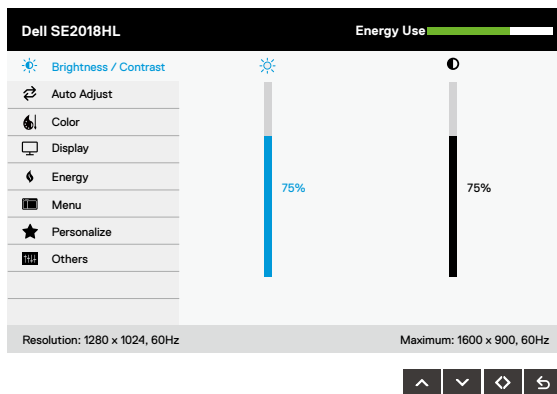 Dell SE2018HL
Energy Use
Brightness / Contrast
Auto Adjust
Color
Display
Energy
Menu
Personalize
Others
75%
75%
Resolution: 1280 x 1024, 60Hz
Maximum: 1600 x 900, 60Hz